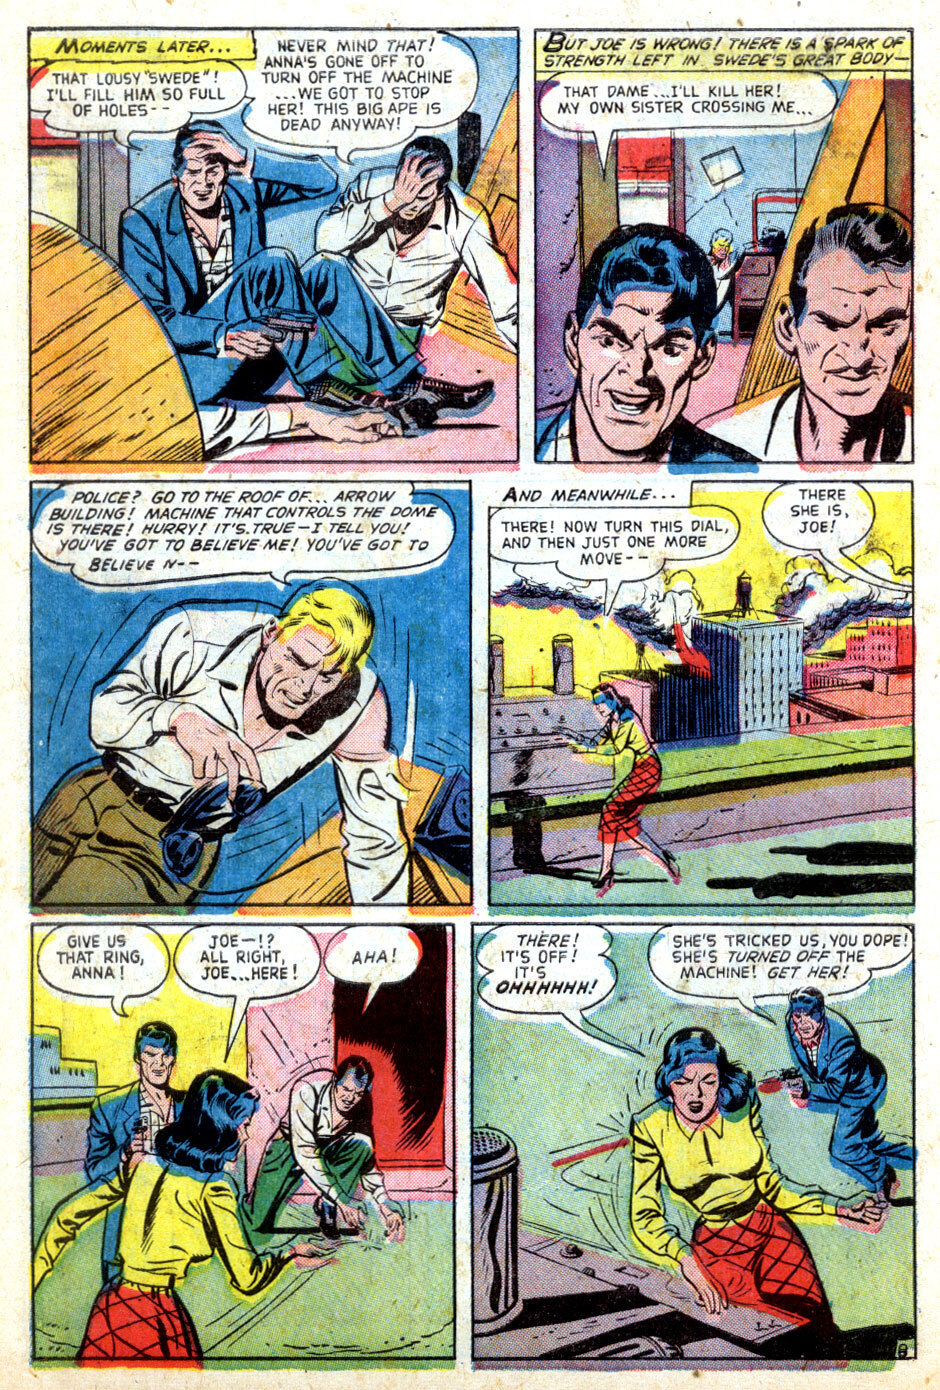 MOMENTS LATER...
THAT LOUSY "SWEDE"!
I'LL FILL HIM SO FULL
OF HOLES--
NEVER MIND THAT!
ANNA'S GONE OFF TO
TURN OFF THE MACHINE
...WE GOT TO STOP
HER! THIS BIG APE IS
DEAD ANYWAY!
BUT JOE IS WRONG! THERE IS A SPARK OF
STRENGTH LEFT IN SWEDE'S GREAT BODY—
THAT DAME...I'LL KILL HER!
MY OWN SISTER CROSSING ME...
POLICE? GO TO THE ROOF OF... ARROW
BUILDING! MACHINE THAT CONTROLS THE DOME
IS THERE! HURRY! IT'S TRUE—I TELL YOU!
YOU'VE GOT TO BELIEVE ME! YOU'VE GOT TO
BELIEVE N--
AND MEANWHILE...
THERE! NOW TURN THIS DIAL,
AND THEN JUST ONE MORE
MOVE--
THERE
SHE IS,
JOE!
GIVE US
THAT RING,
ANNA!
JOE—!?
ALL RIGHT,
JOE...HERE!
AHA!
THERE!
IT'S OFF!
IT'S
OHHHHHH!
SHE'S TRICKED US, YOU DOPE!
SHE'S TURNED OFF THE
MACHINE! GET HER!
8